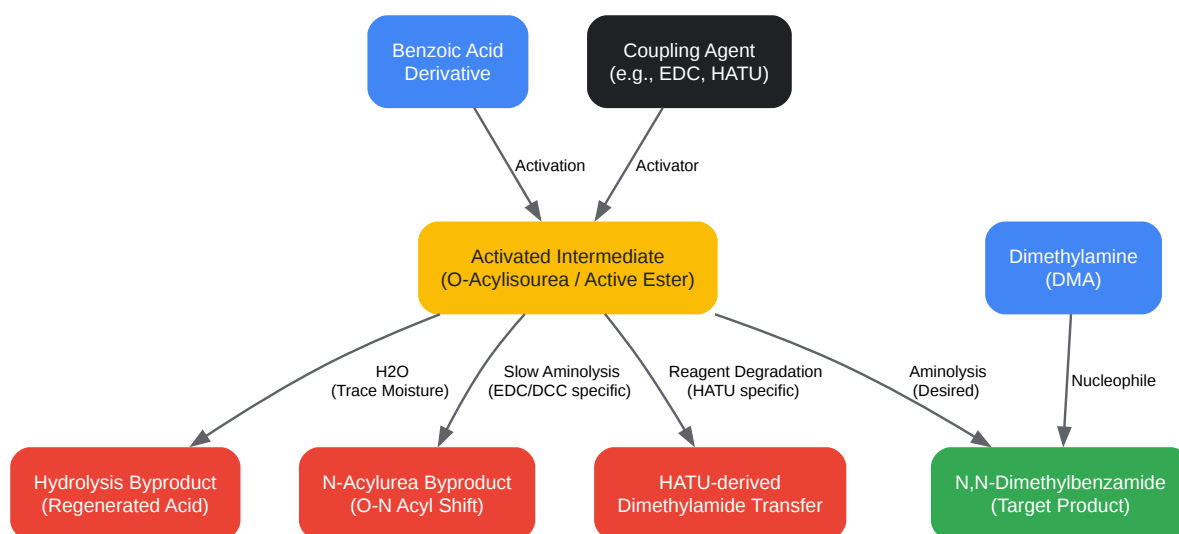 Benzoic Acid
Derivative
Coupling Agent
(e.g., EDC, HATU)
Activation
Activator
Activated Intermediate
(O-Acylisourea / Active Ester)
Dimethylamine
(DMA)
H2O
(Trace Moisture)
Slow Aminolysis
(EDC/DCC specific)
Reagent Degradation
(HATU specific)
Aminolysis
(Desired)
Nucleophile
Hydrolysis Byproduct
(Regenerated Acid)
N-Acylurea Byproduct
(O-N Acyl Shift)
HATU-derived
Dimethylamide Transfer
N,N-Dimethylbenzamide
(Target Product)